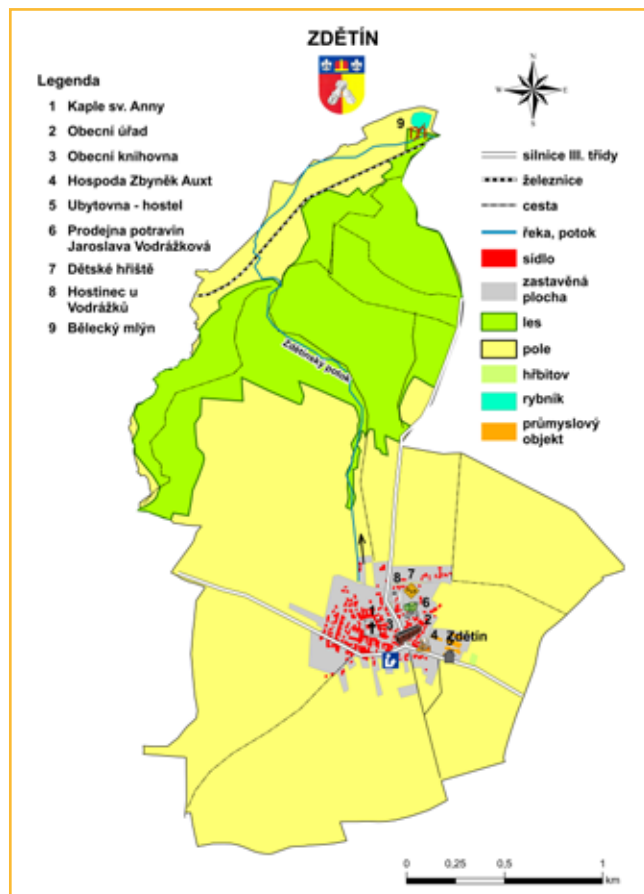 ZDĚTÍN
Legenda
1 Kaple sv. Anny
2 Obecní úřad
3 Obecní knihovna
4 Hospoda Zbyněk Auxt
5 Ubytovna - hostel
6 Prodejna potravin
Jaroslava Vodrážková
7 Dětské hřiště
8 Hostinec u
Vodrážků
9 Bělecký mlýn
N
W E
S
silnice III. třídy
železnice
cesta
řeka, potok
sídlo
zastavěná
plocha
les
pole
hřbitov
rybník
průmyslový
objekt
9
Zdětínský potok
7
8
6
1
2
3
Zdětín
4
0 0,25 0,5 1
km